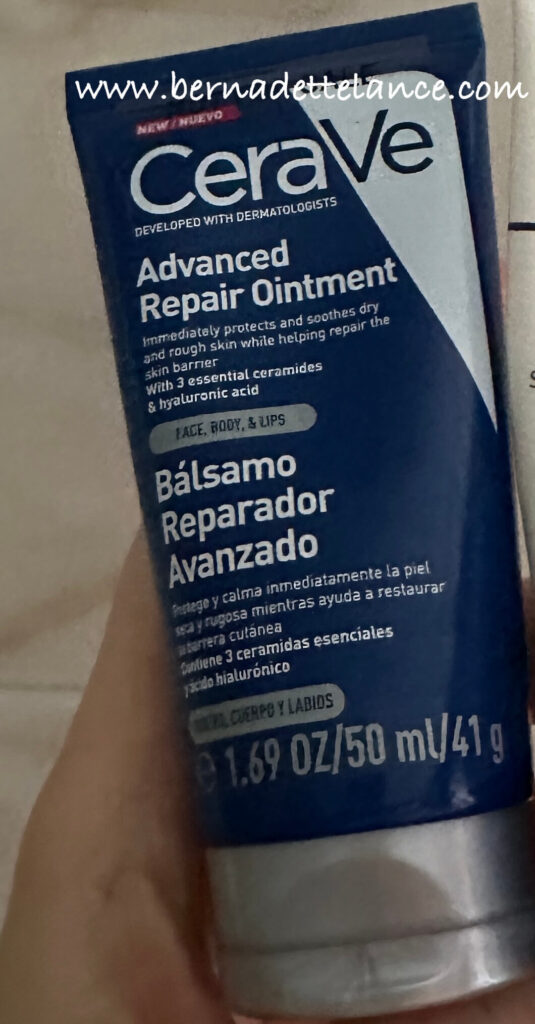 www.bernadettelance.com
NEW / NUEVO
CeraVe
DEVELOPED WITH DERMATOLOGISTS
Advanced
Repair Ointment
Immediately protects and soothes dry
and rough skin while helping repair the
skin barrier
With 3 essential ceramides
& hyaluronic acid
FACE, BODY, & LIPS
Bálsamo
Reparador
Avanzado
Protege y calma inmediatamente la piel
seca y rugosa mientras ayuda a restaurar
la barrera cutánea
Contiene 3 ceramidas esenciales
y ácido hialurónico
CUERPO Y LABIOS
e 1.69 OZ/50 ml/41 g